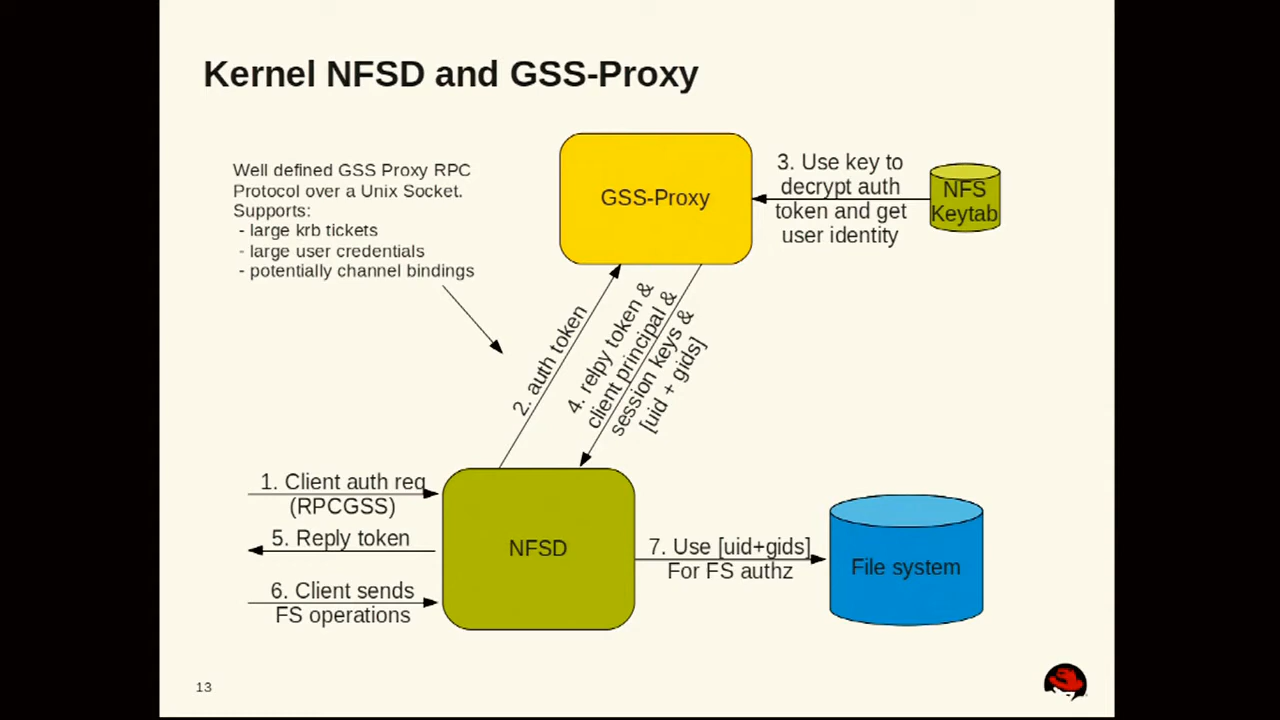 Kernel NFSD and GSS-Proxy
Well defined GSS Proxy RPC
Protocol over a Unix Socket.
Supports:
- large krb tickets
- large user credentials
- potentially channel bindings
GSS-Proxy
3. Use key to
decrypt auth
token and get
user identity
NFS
Keytab
2. auth token
4. relpy token &
client principal &
session keys &
[uid + gids]
1. Client auth req
(RPCGSS)
5. Reply token
6. Client sends
FS operations
NFSD
7. Use [uid+gids]
For FS authz
File system
13